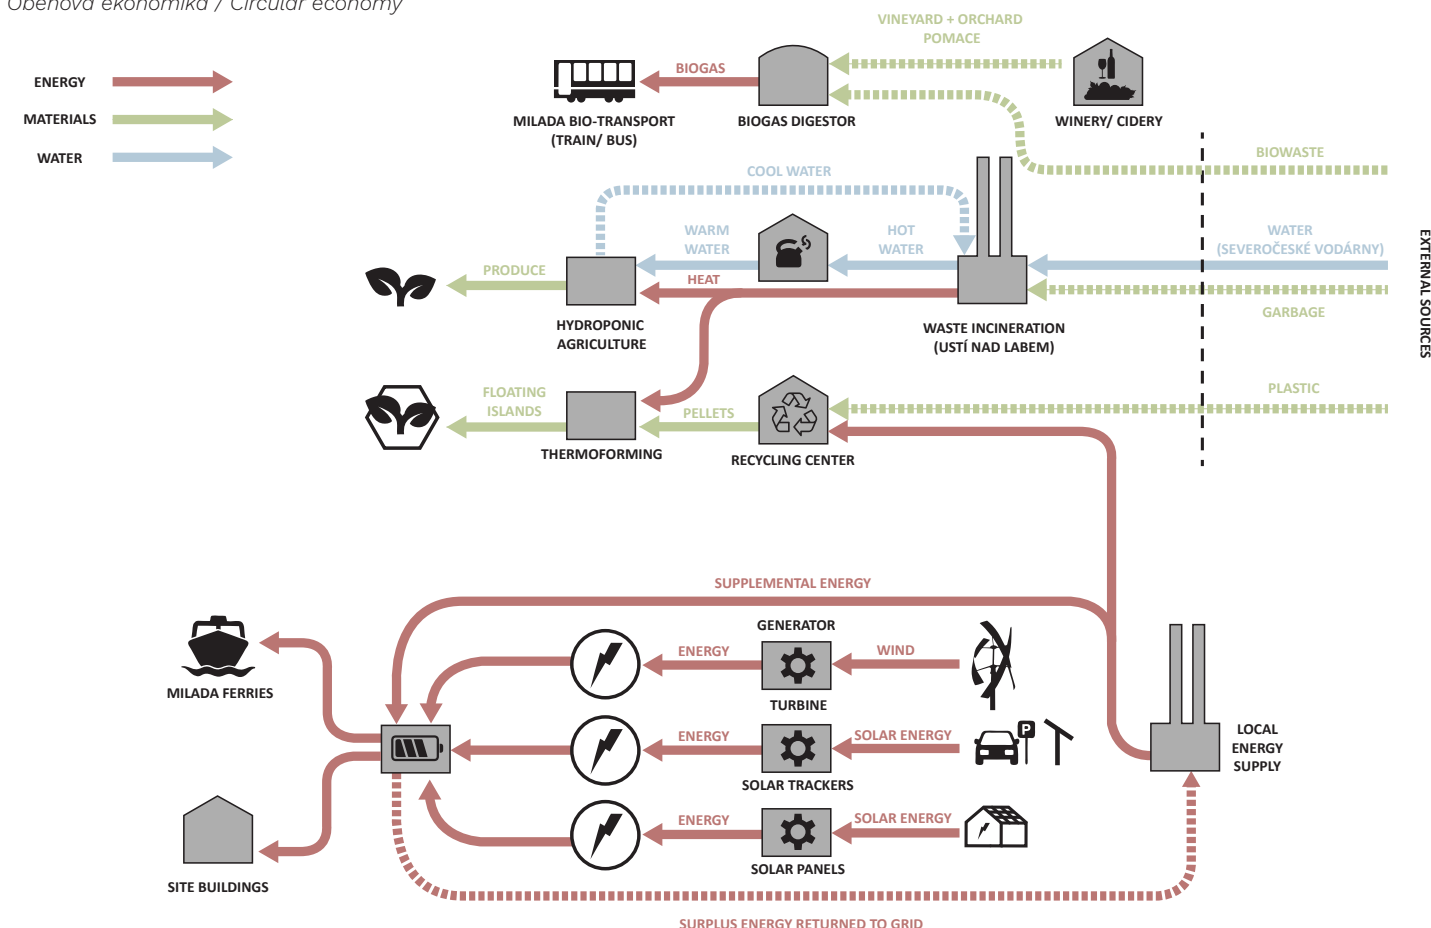 Oběhová ekonomika / Circular economy
ENERGY
MATERIALS
WATER
VINEYARD + ORCHARD
POMACE
BIOGAS
MILADA BIO-TRANSPORT
(TRAIN/ BUS)
BIOGAS DIGESTOR
WINERY/ CIDERY
BIOWASTE
COOL WATER
WARM
WATER
HOT
WATER
WATER
(SEVEROČESKÉ VODÁRNY)
EXTERNAL SOURCES
PRODUCE
HEAT
GARBAGE
HYDROPONIC
AGRICULTURE
WASTE INCINERATION
(USTÍ NAD LABEM)
FLOATING
ISLANDS
PELLETS
PLASTIC
THERMOFORMING
RECYCLING CENTER
SUPPLEMENTAL ENERGY
GENERATOR
ENERGY
WIND
MILADA FERRIES
TURBINE
ENERGY
SOLAR ENERGY
P
LOCAL
ENERGY
SUPPLY
SOLAR TRACKERS
ENERGY
SOLAR ENERGY
SOLAR PANELS
SITE BUILDINGS
SURPLUS ENERGY RETURNED TO GRID